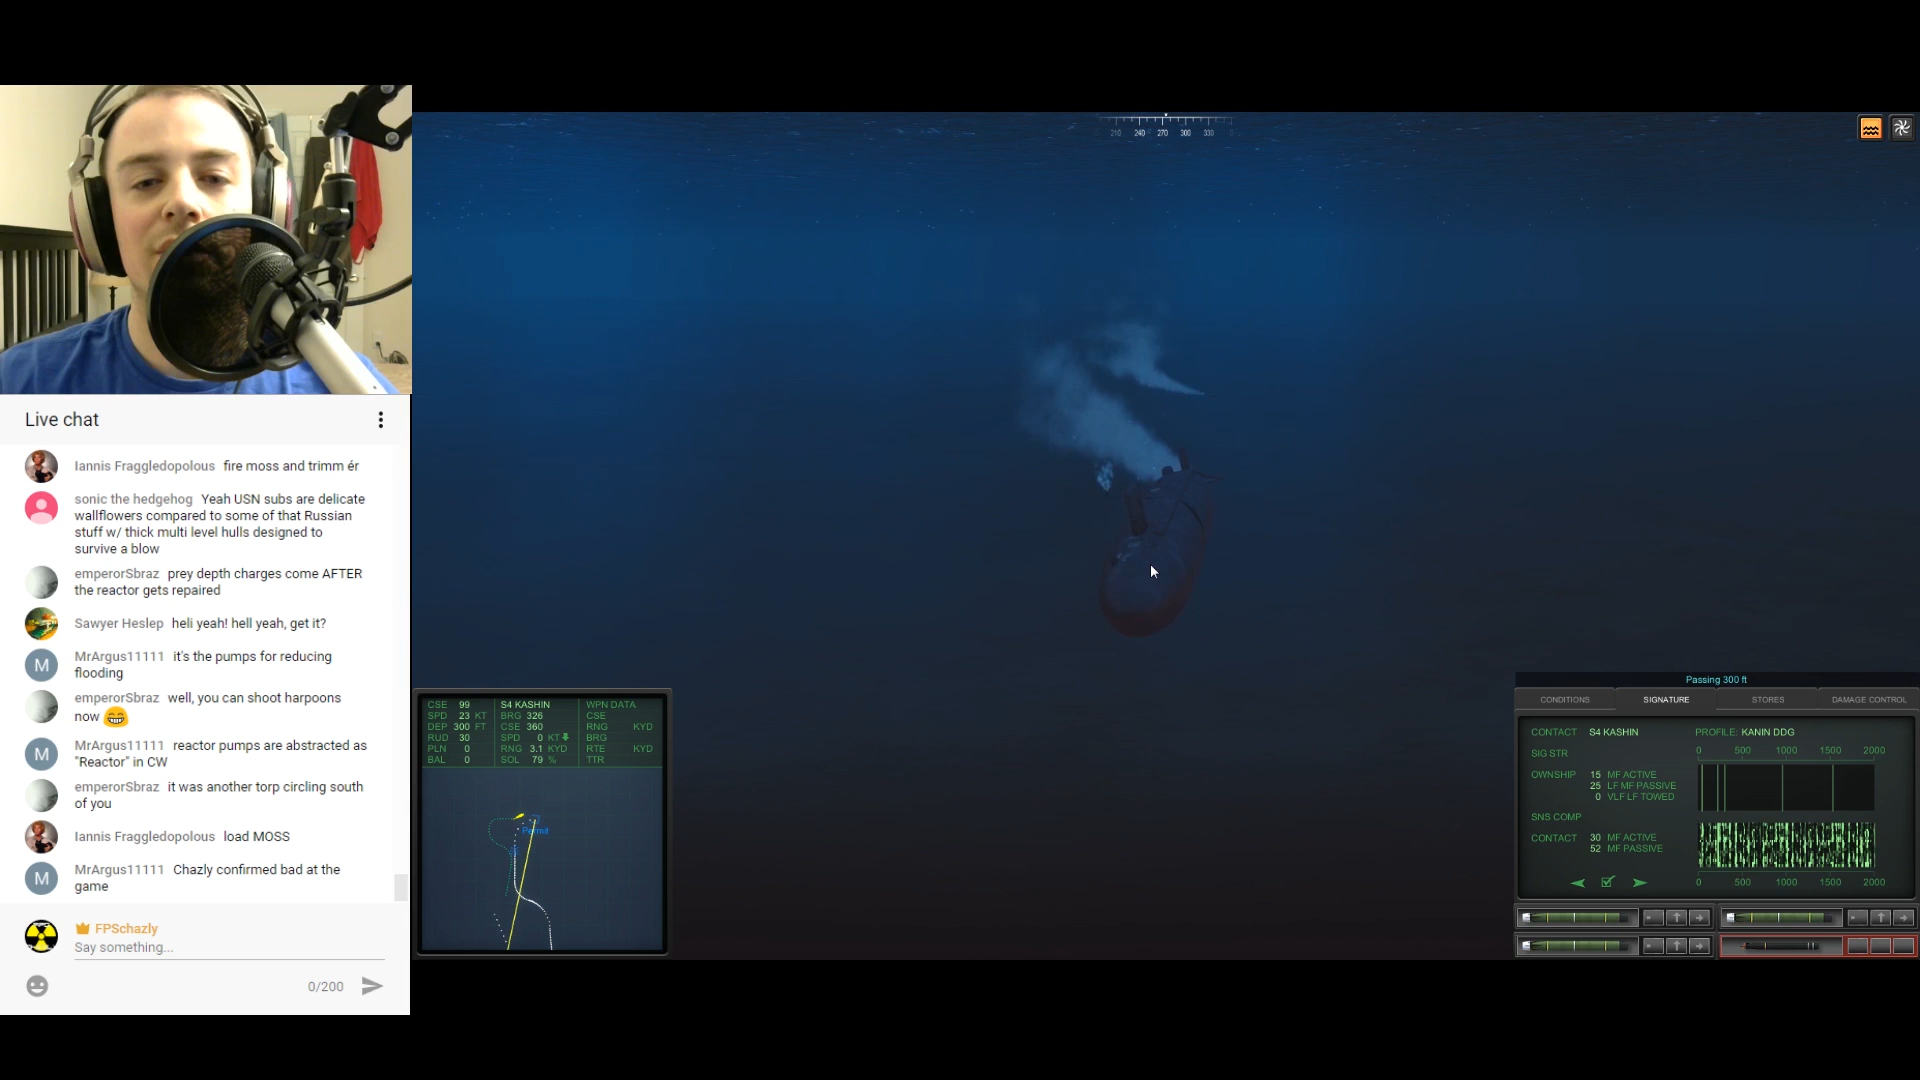 210 240 270 300 330 0
Live chat
Iannis Fraggledopolous fire moss and trimm ér
sonic the hedgehog Yeah USN subs are delicate
wallflowers compared to some of that Russian
stuff w/ thick multi level hulls designed to
survive a blow
emperorSbraz prey depth charges come AFTER
the reactor gets repaired
Sawyer Heslep heli yeah! hell yeah, get it?
M MrArgus11111 it's the pumps for reducing
flooding
emperorSbraz well, you can shoot harpoons
now
M MrArgus11111 reactor pumps are abstracted as
"Reactor" in CW
emperorSbraz it was another torp circling south
of you
Iannis Fraggledopolous load MOSS
M MrArgus11111 Chazly confirmed bad at the
game
FPSchazly
Say something...
0/200
CSE 99 S4 KASHIN WPN DATA
SPD 23 KT BRG 326 CSE
DEP 300 FT CSE 360 RNG KYD
RUD 30 SPD 0 KT BRG
PLN 0 RNG 3.1 KYD RTE KYD
BAL 0 SOL 79 % TTR
Permit
Passing 300 ft
CONDITIONS SIGNATURE STORES DAMAGE CONTROL
CONTACT S4 KASHIN PROFILE: KANIN DDG
SIG STR 0 500 1000 1500 2000
OWNSHIP 15 MF ACTIVE
25 LF MF PASSIVE
0 VLF LF TOWED
SNS COMP
CONTACT 30 MF ACTIVE
52 MF PASSIVE
0 500 1000 1500 2000